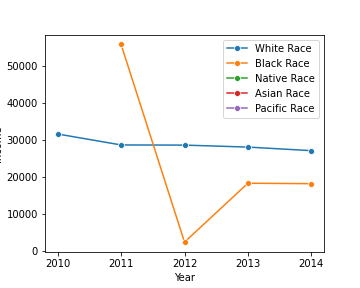 White Race
Black Race
Native Race
Asian Race
Pacific Race
50000
40000
30000
20000
10000
0
2010 2011 2012 2013 2014
Year